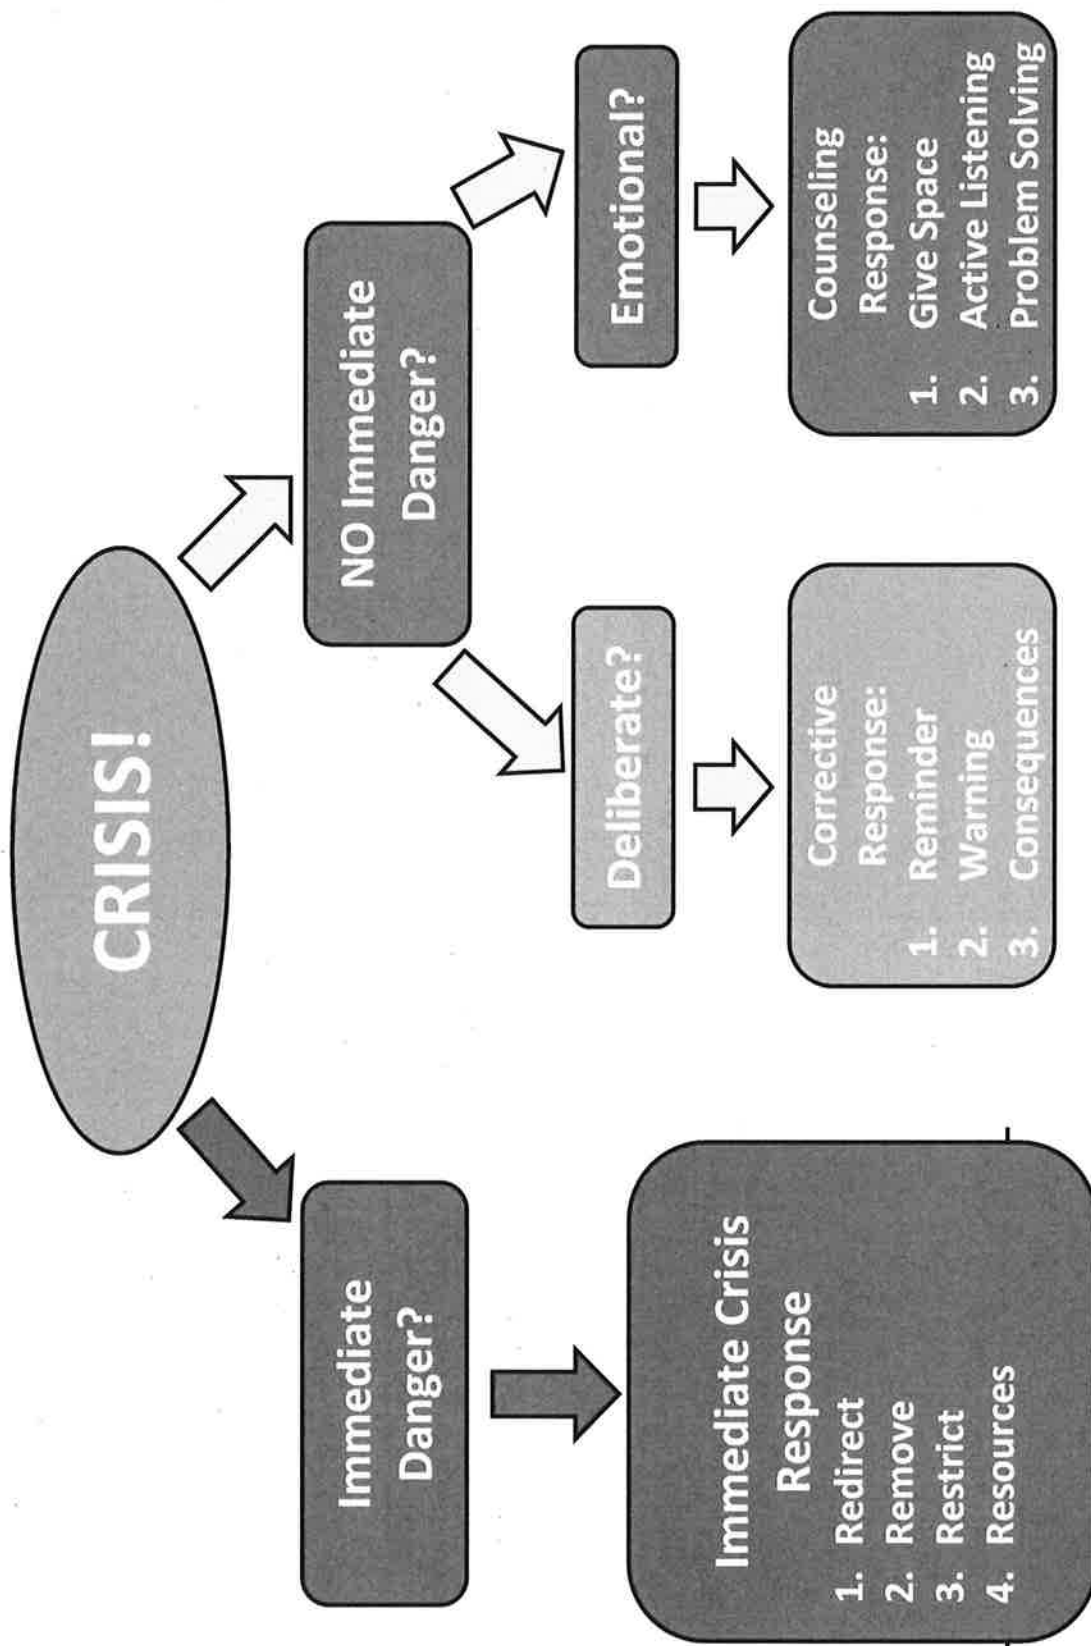 CRISIS!
Immediate
Danger?
NO Immediate
Danger?
Immediate Crisis
Response
1. Redirect
2. Remove
3. Restrict
4. Resources
Deliberate?
Emotional?
Corrective
Response:
1. Reminder
2. Warning
3. Consequences
Counseling
Response:
1. Give Space
2. Active Listening
3. Problem Solving